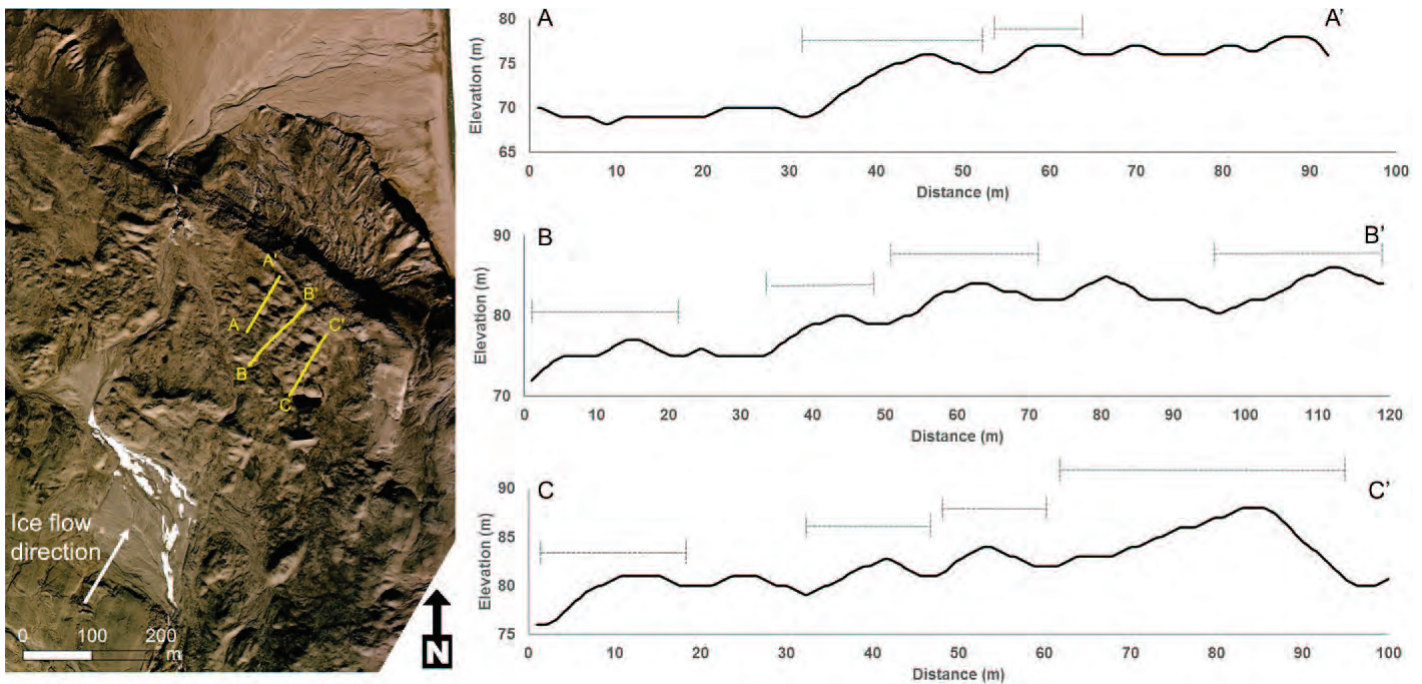 A'
B'
A
C'
B
C
Ice flow
direction
0 100 200
m
N
A A'
Elevation (m)
80
75
70
65
0 10 20 30 40 50 60 70 80 90 100
Distance (m)
B B'
Elevation (m)
90
80
70
0 10 20 30 40 50 60 70 80 90 100 110 120
Distance (m)
C C'
Elevation (m)
90
85
80
75
0 10 20 30 40 50 60 70 80 90 100
Distance (m)